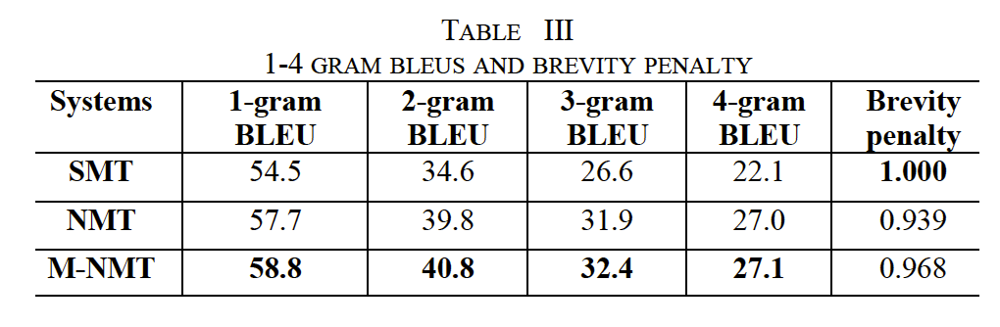 TABLE III
1-4 GRAM BLEUS AND BREVITY PENALTY
Systems 1-gram BLEU 2-gram BLEU 3-gram BLEU 4-gram BLEU Brevity penalty
SMT 54.5 34.6 26.6 22.1 1.000
NMT 57.7 39.8 31.9 27.0 0.939
M-NMT 58.8 40.8 32.4 27.1 0.968